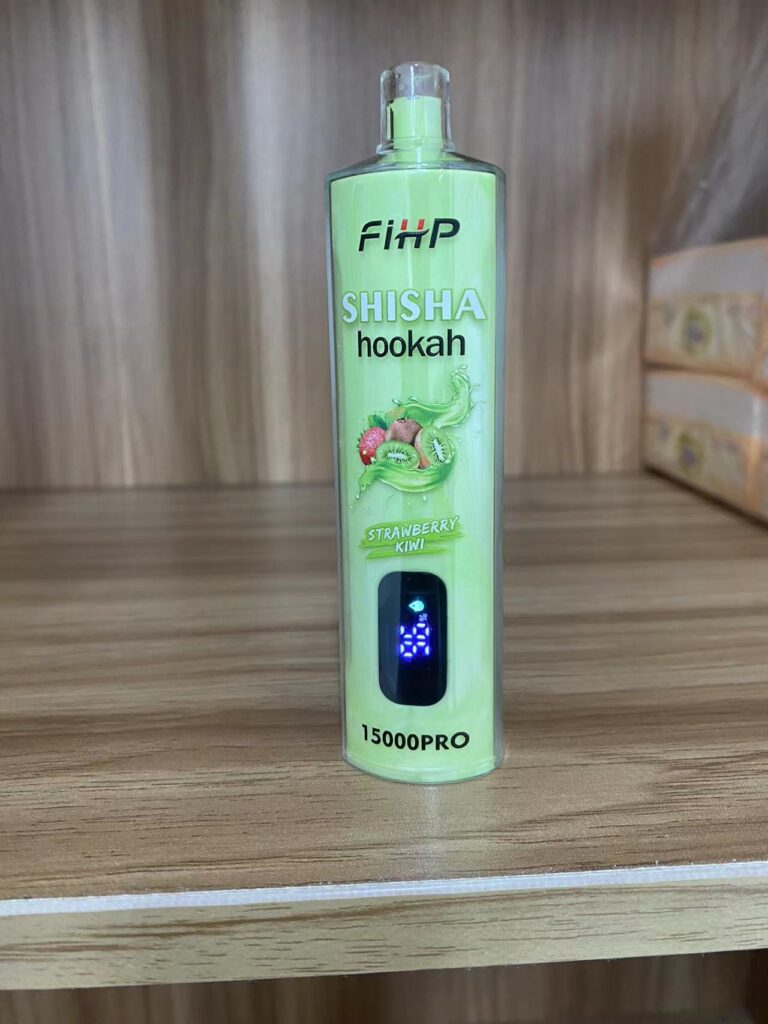 FiHP
SHISHA
hookah
STRAWBERRY
KIWI
%
15000PRO